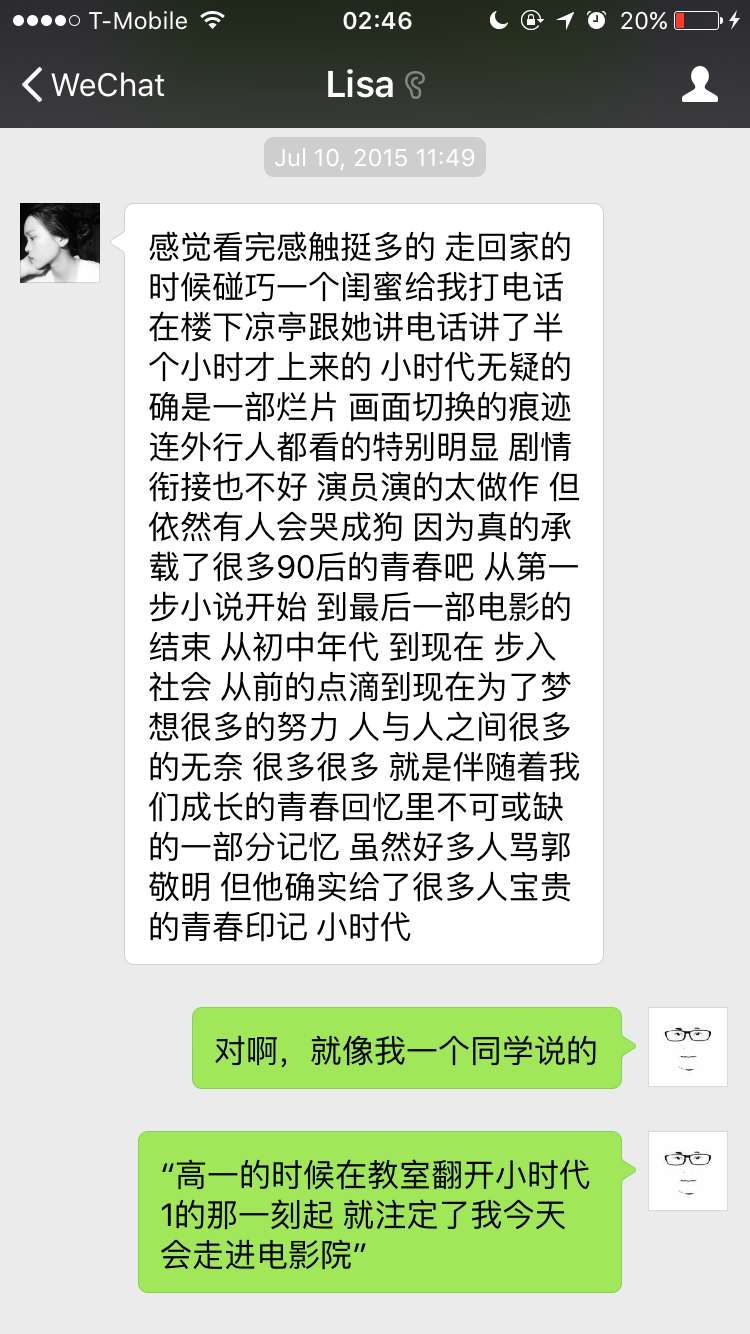 T-Mobile 02:46 20%
WeChat Lisa
Jul 10, 2015 11:49
感觉看完感触挺多的 走回家的
时候碰巧一个闺蜜给我打电话
在楼下凉亭跟她讲电话讲了半
个小时才上来的 小时代无疑的
确是一部烂片 画面切换的痕迹
连外行人都看的特别明显 剧情
衔接也不好 演员演的太做作 但
依然有人会哭成狗 因为真的承
载了很多90后的青春吧 从第一
步小说开始 到最后一部电影的
结束 从初中年代 到现在 步入
社会 从前的点滴到现在为了梦
想很多的努力 人与人之间很多
的无奈 很多很多 就是伴随着我
们成长的青春回忆里不可或缺
的一部分记忆 虽然好多人骂郭
敬明 但他确实给了很多人宝贵
的青春印记 小时代
对啊，就像我一个同学说的
“高一的时候在教室翻开小时代
1的那一刻起 就注定了我今天
会走进电影院”